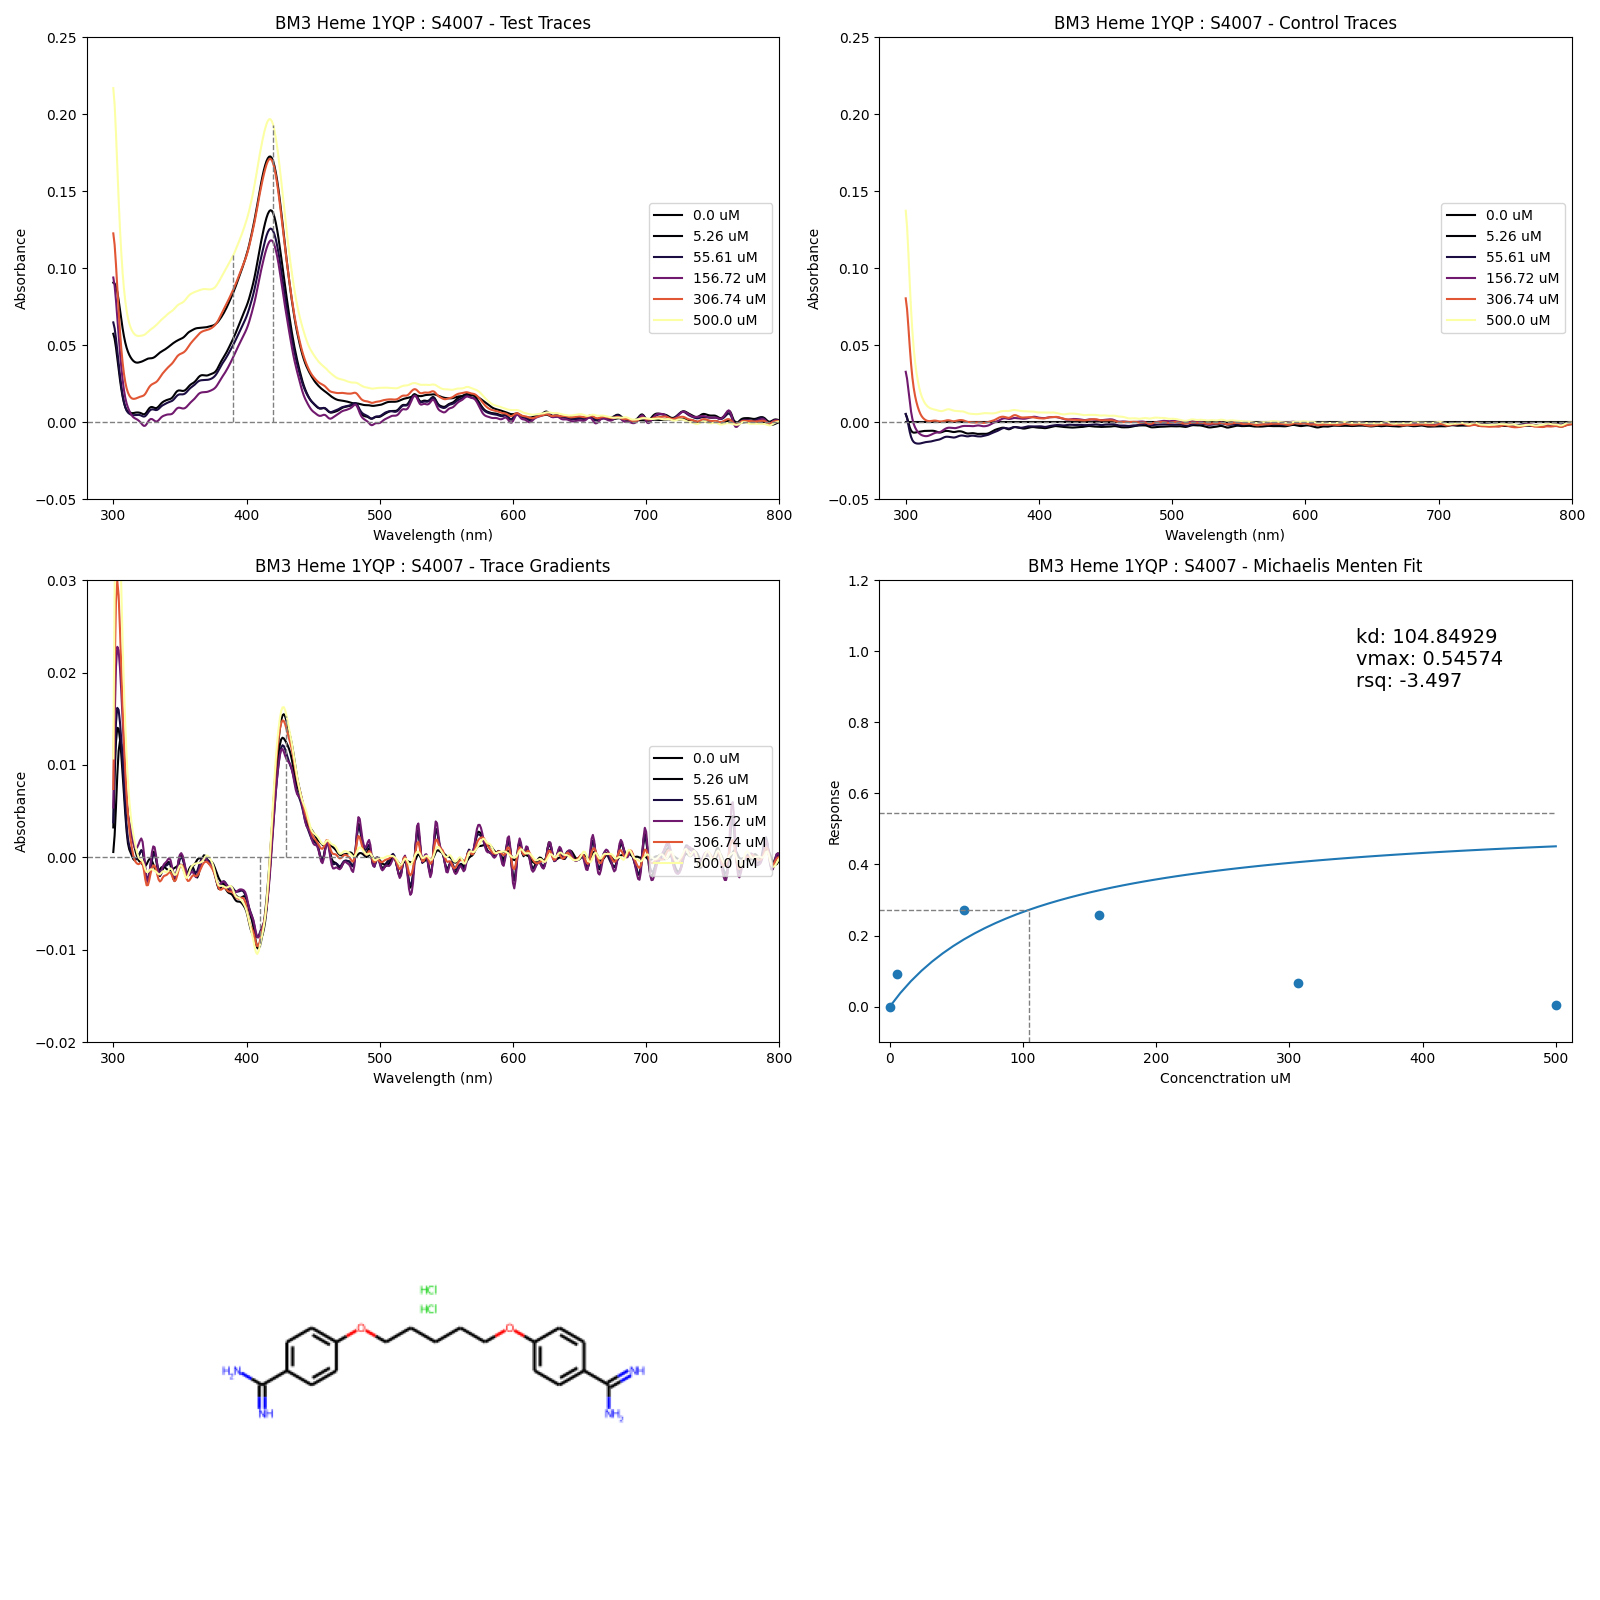 BM3 Heme 1YQP : S4007 - Test Traces
0.25
0.20
0.15
0.10
0.05
0.00
−0.05
Absorbance
300 400 500 600 700 800
Wavelength (nm)
0.0 uM
5.26 uM
55.61 uM
156.72 uM
306.74 uM
500.0 uM
BM3 Heme 1YQP : S4007 - Control Traces
0.25
0.20
0.15
0.10
0.05
0.00
−0.05
Absorbance
300 400 500 600 700 800
Wavelength (nm)
0.0 uM
5.26 uM
55.61 uM
156.72 uM
306.74 uM
500.0 uM
BM3 Heme 1YQP : S4007 - Trace Gradients
0.03
0.02
0.01
0.00
−0.01
−0.02
Absorbance
300 400 500 600 700 800
Wavelength (nm)
0.0 uM
5.26 uM
55.61 uM
156.72 uM
306.74 uM
500.0 uM
BM3 Heme 1YQP : S4007 - Michaelis Menten Fit
1.2
1.0
0.8
0.6
0.4
0.2
0.0
Response
kd: 104.84929
vmax: 0.54574
rsq: -3.497
0 100 200 300 400 500
Concenctration uM
HCl
HCl
O O
H2N NH
NH NH2